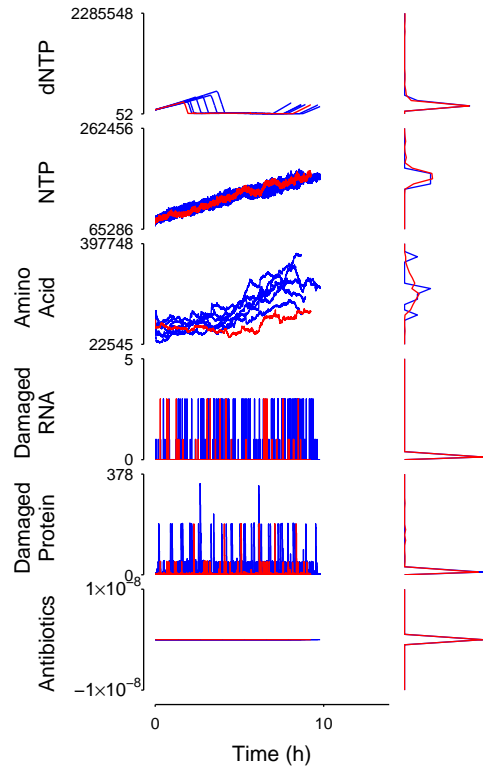 2285548
dNTP
52
262456
NTP
65286
397748
Amino
Acid
22545
5
Damaged
RNA
0
378
Damaged
Protein
0
1×10⁻⁸
Antibiotics
−1×10⁻⁸
0 10
Time (h)